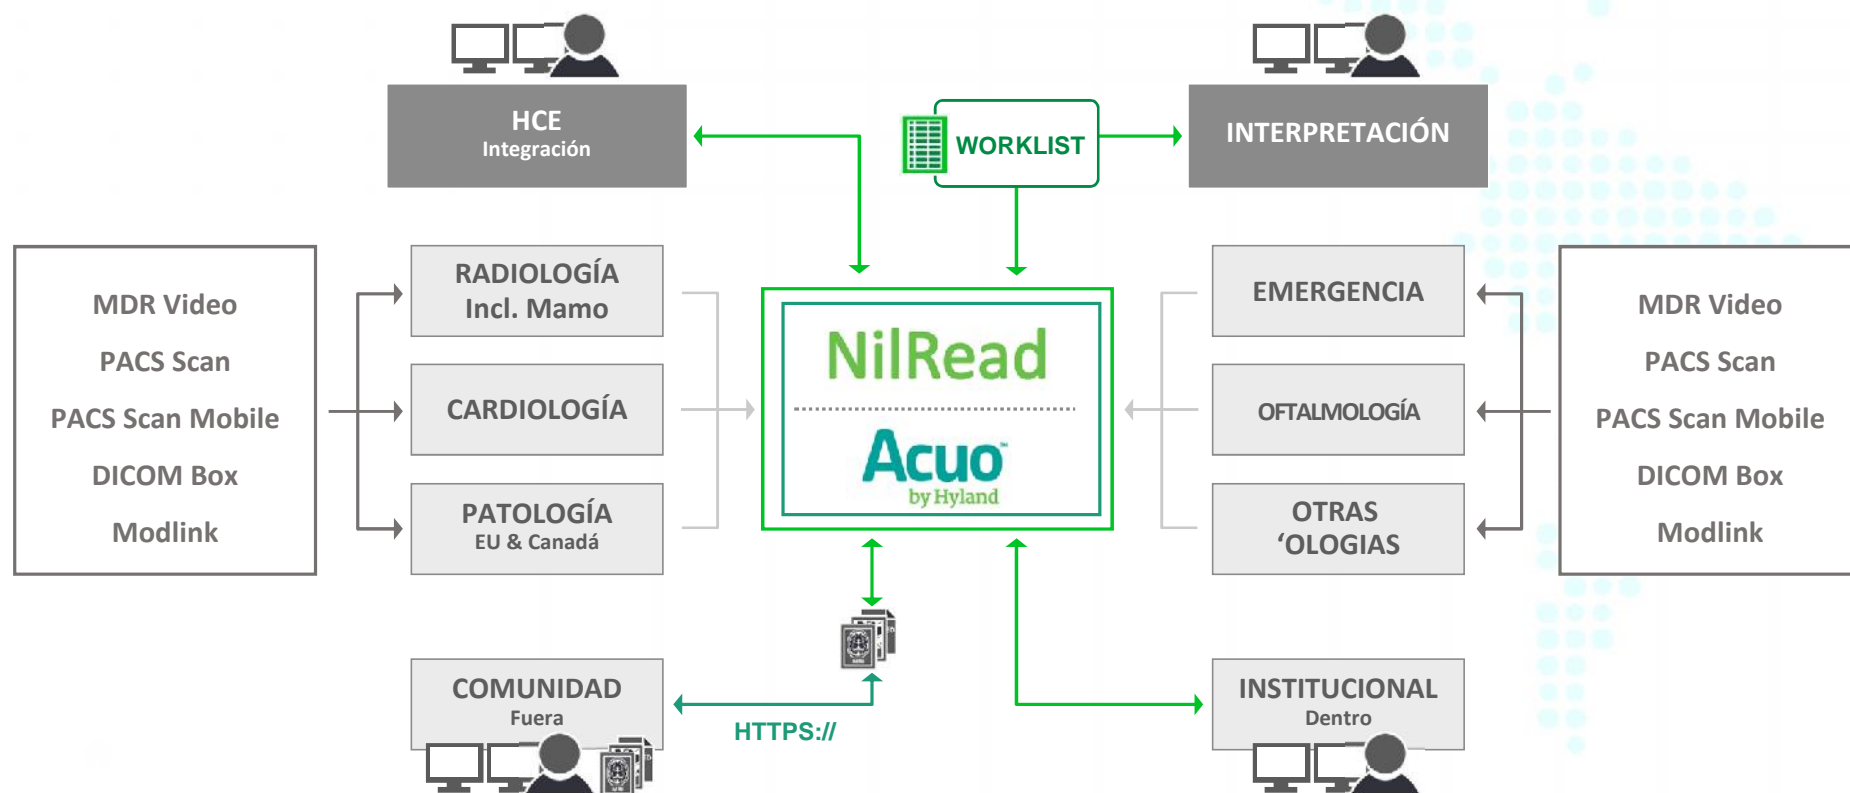 HCE
Integración
WORKLIST
INTERPRETACIÓN
MDR Video
PACS Scan
PACS Scan Mobile
DICOM Box
Modlink
RADIOLOGÍA
Incl. Mamo
CARDIOLOGÍA
PATOLOGÍA
EU & Canadá
NilRead
Acuo™
by Hyland
EMERGENCIA
OFTALMOLOGÍA
OTRAS
‘OLOGIAS
MDR Video
PACS Scan
PACS Scan Mobile
DICOM Box
Modlink
COMUNIDAD
Fuera
HTTPS://
INSTITUCIONAL
Dentro